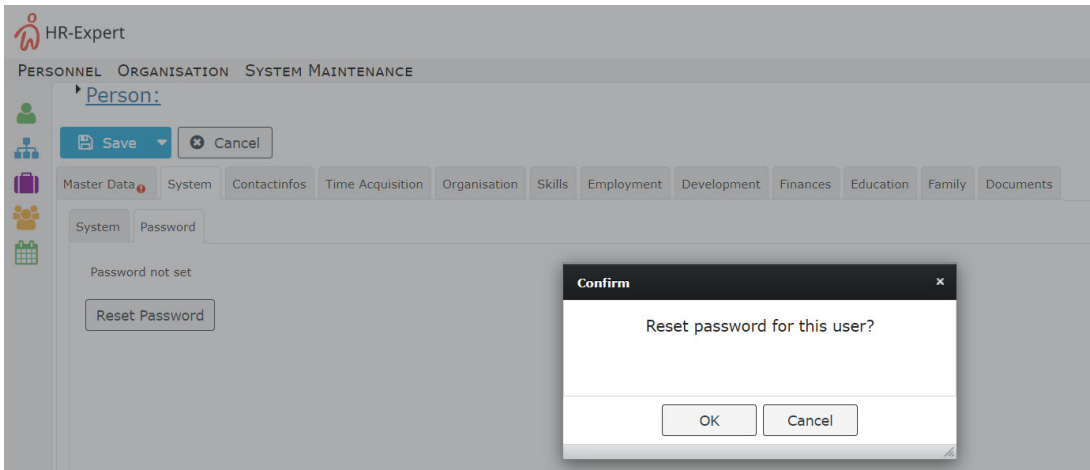 HR-Expert
PERSONNEL ORGANISATION SYSTEM MAINTENANCE
Person:
Save Cancel
Master Data System Contactinfos Time Acquisition Organisation Skills Employment Development Finances Education Family Documents
System Password
Password not set
Reset Password
Confirm ×
Reset password for this user?
OK Cancel